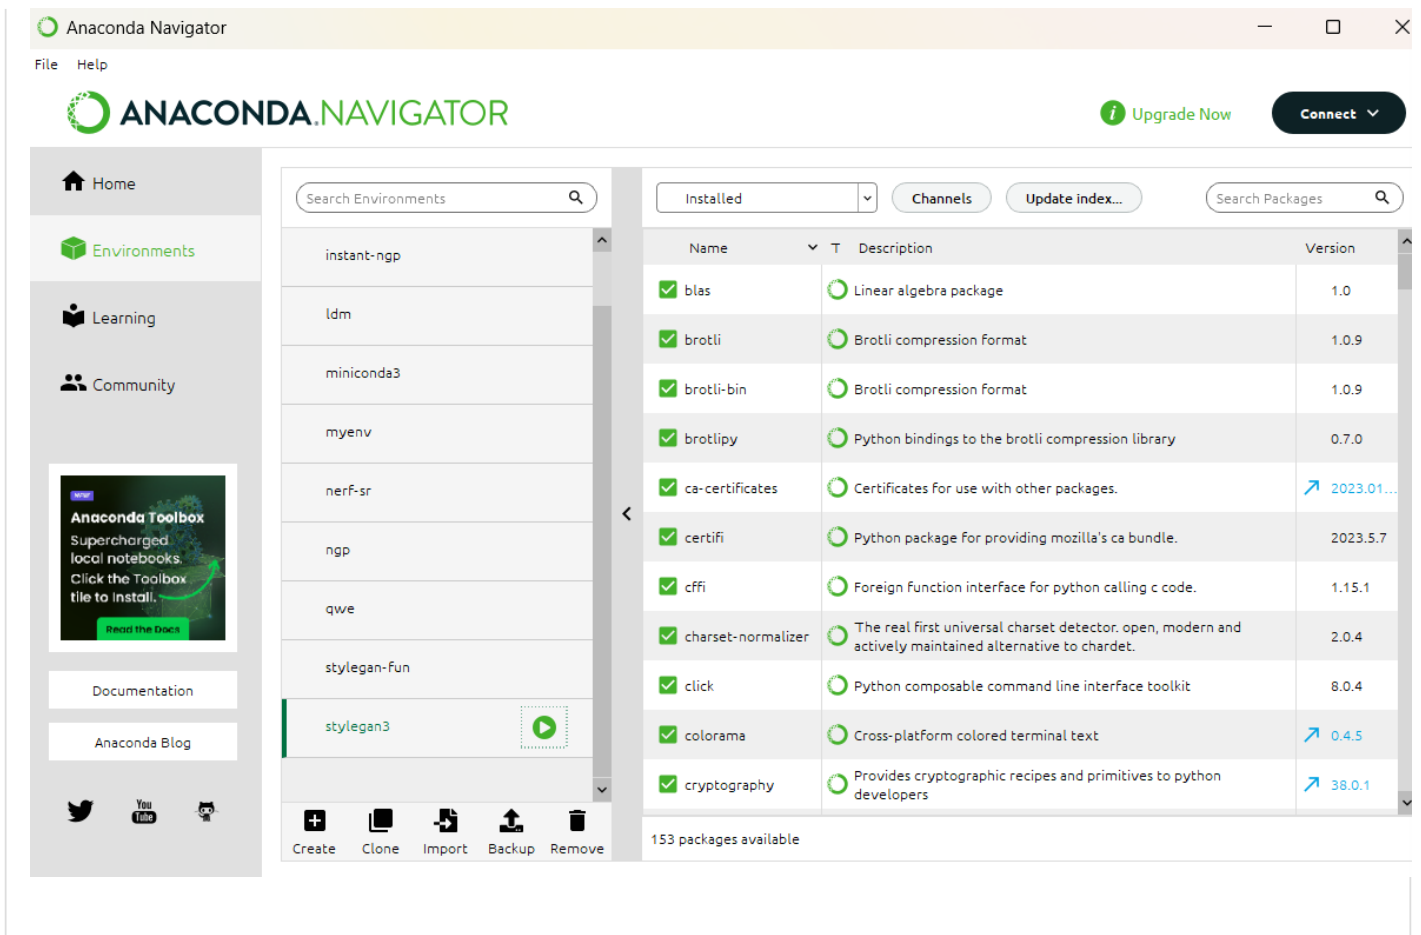 Anaconda Navigator
File Help
ANACONDA.NAVIGATOR
i Upgrade Now
Connect
Home
Environments
Learning
Community
NEW
Anaconda Toolbox
Supercharged
local notebooks.
Click the Toolbox
tile to Install.
Read the Docs
Documentation
Anaconda Blog
You
Tube
Search Environments
instant-ngp
ldm
miniconda3
myenv
nerf-sr
ngp
qwe
stylegan-fun
stylegan3
Create Clone Import Backup Remove
Installed Channels Update index... Search Packages
Name T Description Version
blas Linear algebra package 1.0
brotli Brotli compression format 1.0.9
brotli-bin Brotli compression format 1.0.9
brotlipy Python bindings to the brotli compression library 0.7.0
ca-certificates Certificates for use with other packages. 2023.01...
certifi Python package for providing mozilla's ca bundle. 2023.5.7
cffi Foreign function interface for python calling c code. 1.15.1
charset-normalizer The real first universal charset detector. open, modern and
actively maintained alternative to chardet. 2.0.4
click Python composable command line interface toolkit 8.0.4
colorama Cross-platform colored terminal text 0.4.5
cryptography Provides cryptographic recipes and primitives to python
developers 38.0.1
153 packages available